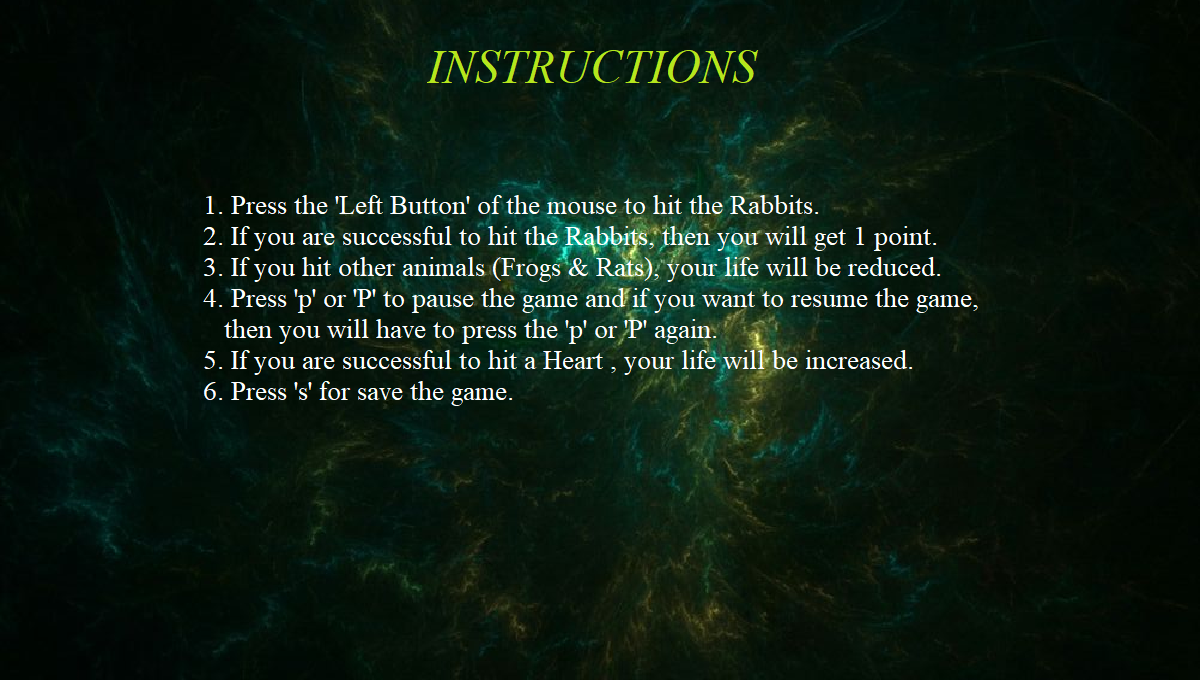 INSTRUCTIONS
1. Press the 'Left Button' of the mouse to hit the Rabbits.
2. If you are successful to hit the Rabbits, then you will get 1 point.
3. If you hit other animals (Frogs & Rats), your life will be reduced.
4. Press 'p' or 'P' to pause the game and if you want to resume the game,
then you will have to press the 'p' or 'P' again.
5. If you are successful to hit a Heart , your life will be increased.
6. Press 's' for save the game.